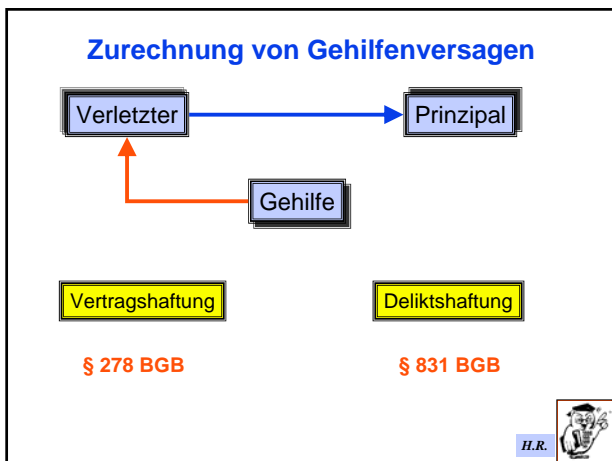 Zurechnung von Gehilfenversagen
Verletzter
Prinzipal
Gehilfe
Vertragshaftung
Deliktshaftung
§ 278 BGB
§ 831 BGB
H.R.